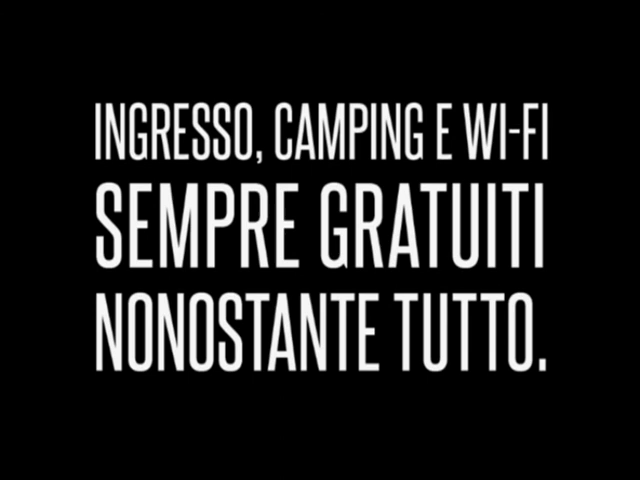 INGRESSO, CAMPING E WI-FI
SEMPRE GRATUITI
NONOSTANTE TUTTO.